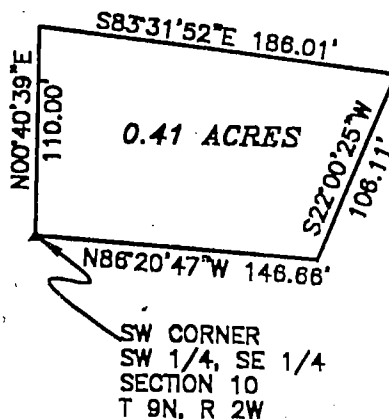 S83°31'52"E 186.01'
N00°40'39"E
110.00'
0.41 ACRES
S22°00'25"W
106.11'
N86°20'47"W 146.66'
SW CORNER
SW 1/4, SE 1/4
SECTION 10
T 9N, R 2W